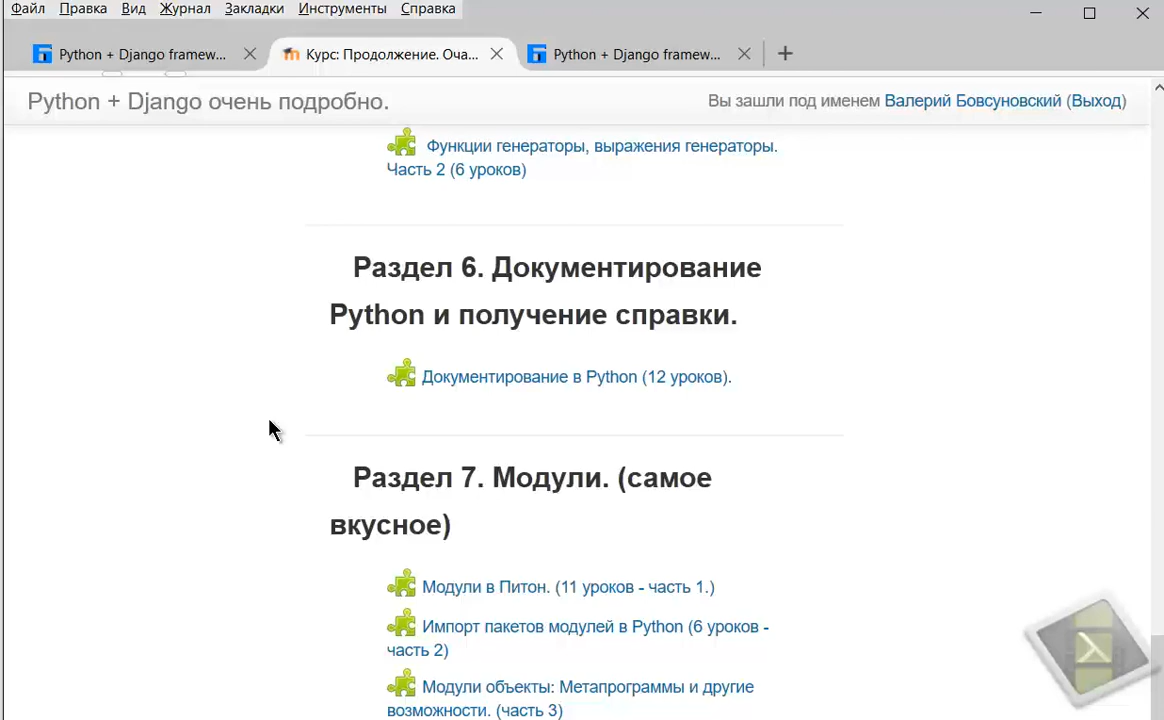 Файл Правка Вид Журнал Закладки Инструменты Справка
Python + Django framew... Курс: Продолжение. Оча... Python + Django framew...
Python + Django очень подробно. Вы зашли под именем Валерий Бовсуновский (Выход)
Функции генераторы, выражения генераторы.
Часть 2 (6 уроков)
Раздел 6. Документирование
Python и получение справки.
Документирование в Python (12 уроков).
Раздел 7. Модули. (самое
вкусное)
Модули в Питон. (11 уроков - часть 1.)
Импорт пакетов модулей в Python (6 уроков -
часть 2)
Модули объекты: Метапрограммы и другие
возможности. (часть 3)